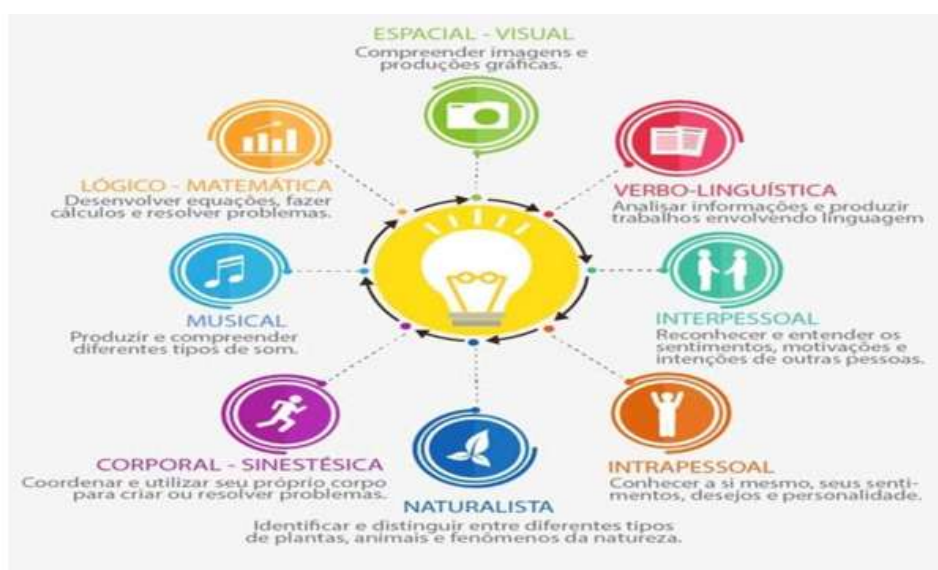 ESPACIAL - VISUAL
Compreender imagens e
produções gráficas.
LÓGICO - MATEMÁTICA
Desenvolver equações, fazer
cálculos e resolver problemas.
VERBO-LINGUÍSTICA
Analisar informações e produzir
trabalhos envolvendo linguagem
MUSICAL
Produzir e compreender
diferentes tipos de som.
INTERPESSOAL
Reconhecer e entender os
sentimentos, motivações e
intenções de outras pessoas.
CORPORAL - SINESTÉSICA
Coordenar e utilizar seu próprio corpo
para criar ou resolver problemas.
INTRAPESSOAL
Conhecer a si mesmo, seus senti-
mentos, desejos e personalidade.
NATURALISTA
Identificar e distinguir entre diferentes tipos
de plantas, animais e fenômenos da natureza.